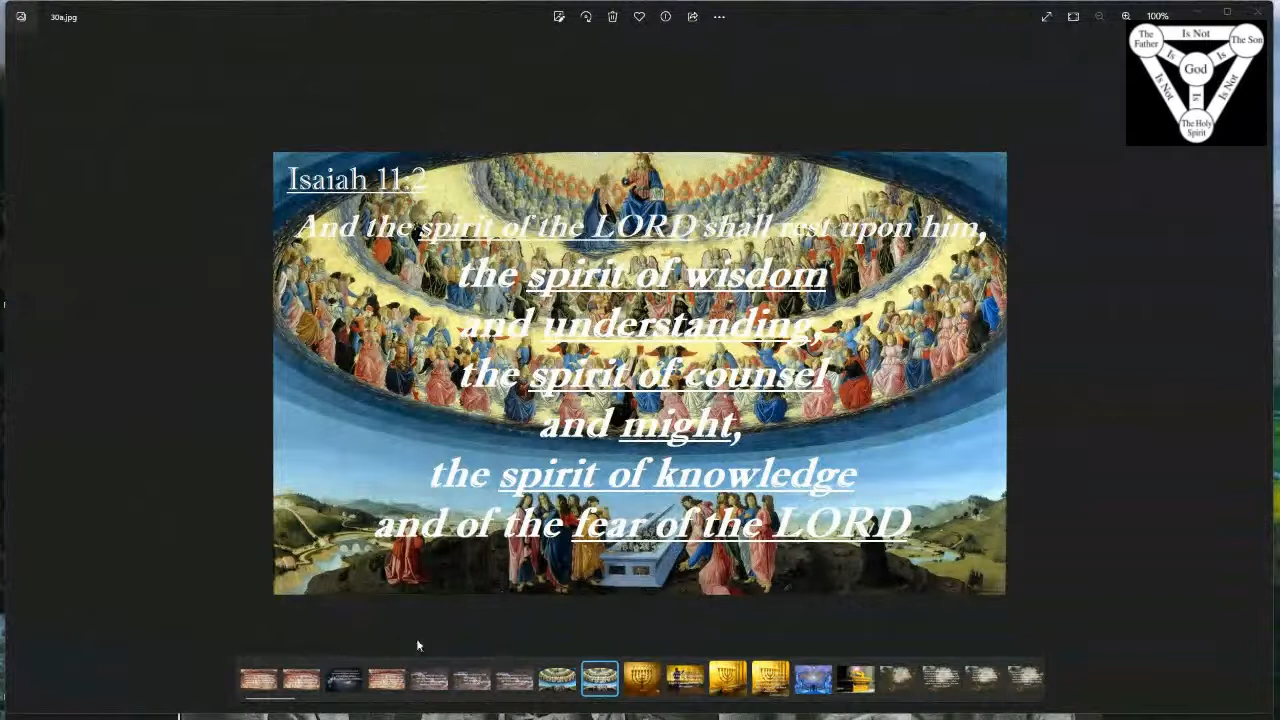 30a.jpg
100%
The Father
Is Not
The Son
Is
Is
God
Is Not
Is
Is Not
The Holy Spirit
Isaiah 11.2
And the spirit of the LORD shall rest upon him,
the spirit of wisdom
and understanding,
the spirit of counsel
and might,
the spirit of knowledge
and of the fear of the LORD